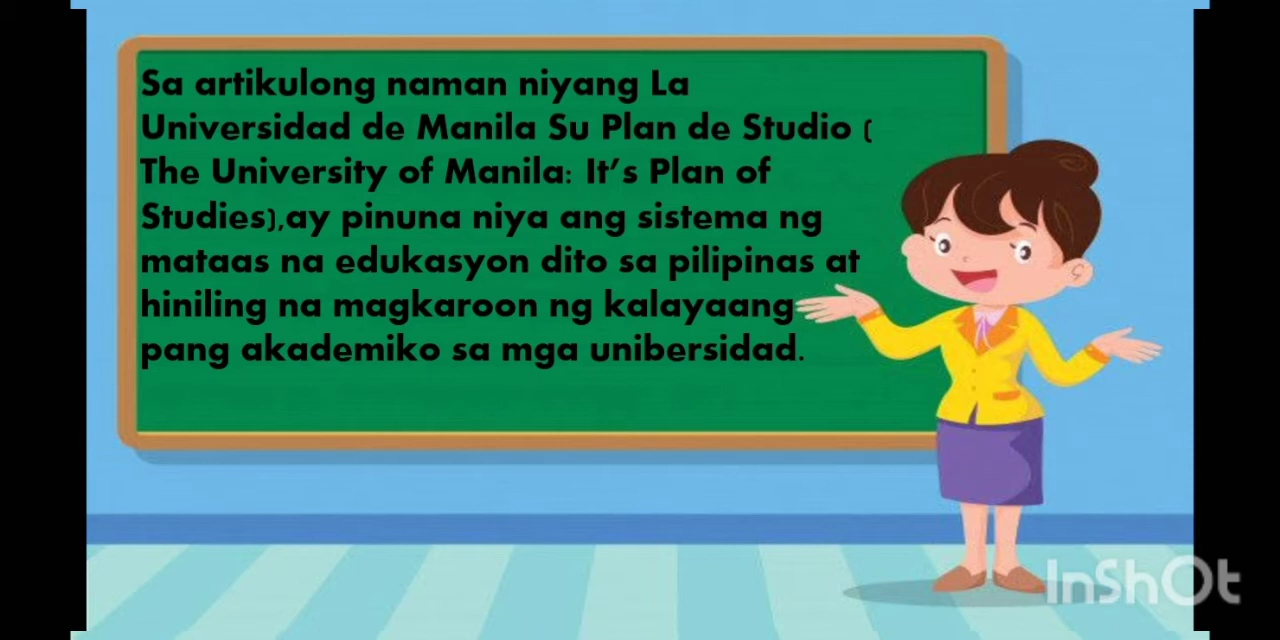 Sa artikulong naman niyang La
Universidad de Manila Su Plan de Studio (
The University of Manila: It's Plan of
Studies),ay pinuna niya ang sistema ng
mataas na edukasyon dito sa pilipinas at
hiniling na magkaroon ng kalayaang
pang akademiko sa mga unibersidad.
InShOt